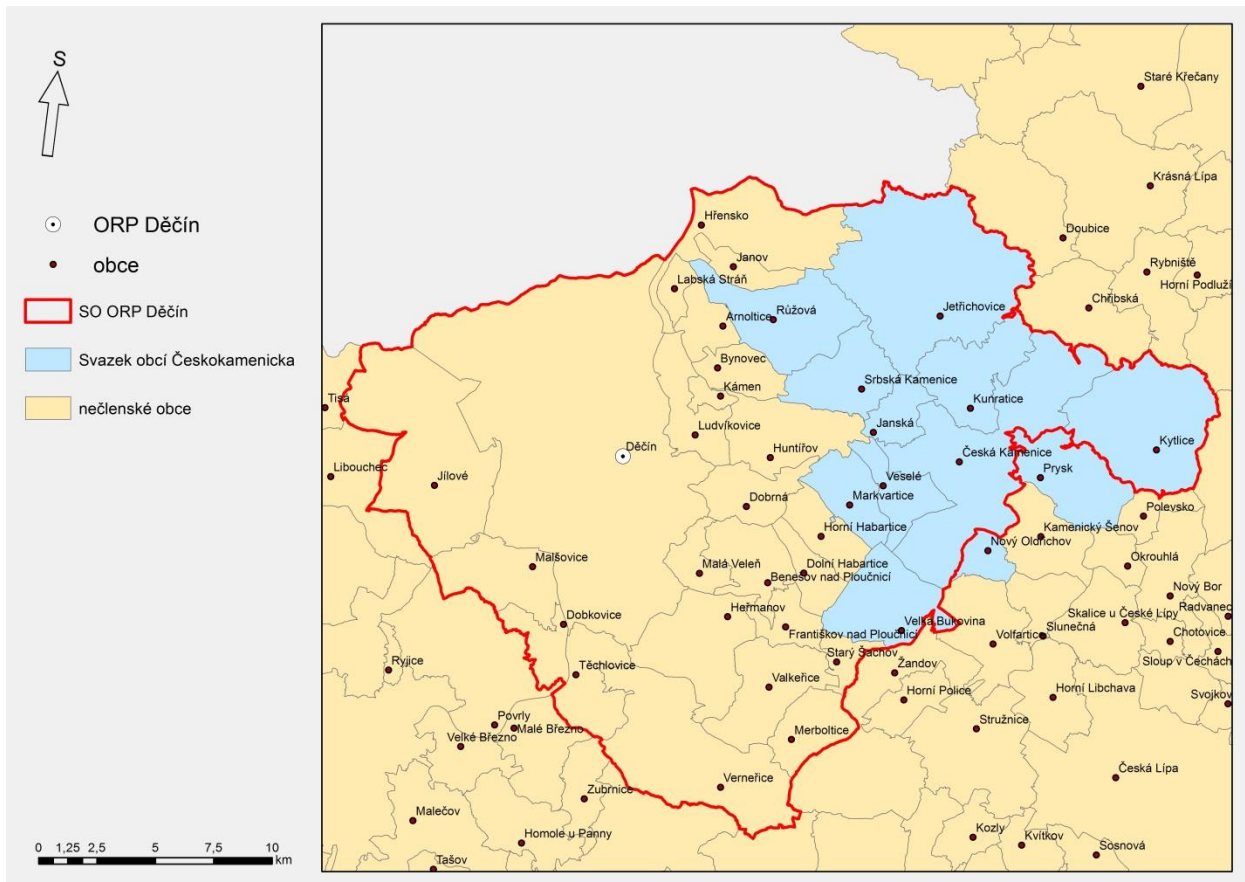 S
ORP Děčín
obce
SO ORP Děčín
Svazek obcí Českokamenicka
nečlenské obce
0 1,25 2,5 5 7,5 10
km
Staré Křečany
Krásná Lípa
Hřensko
Doubice
Janov
Rybniště
Horní Podluží
Labská Stráň
Chřibská
Růžová
Jetřichovice
Arnoltice
Bynovec
Srbská Kamenice
Kámen
Kunratice
Tisá
Janská
Ludvíkovice
Děčín
Huntířov
Česká Kamenice
Kytlice
Libouchec
Jílové
Veselé
Prysk
Markvartice
Dobrná
Polevsko
Horní Habartice
Kamenický Šenov
Nový Oldřichov
Okrouhlá
Malšovice
Malá Veleň
Dolní Habartice
Benešov nad Ploučnicí
Nový Bor
Radvanec
Heřmanov
Dobkovice
Skalice u České Lípy
Františkov nad Ploučnicí
Velká Bukovina
Slunečná
Volfartice
Chotovice
Sloup v Čechách
Starý Šachov
Ryjice
Těchlovice
Žandov
Valkeřice
Horní Police
Horní Libchava
Svojkov
Povrly
Malé Březno
Stružnice
Velké Březno
Merboltice
Česká Lípa
Verneřice
Zubrnice
Malečov
Homole u Panny
Kozly
Kvítkov
Sosnová
Tašov